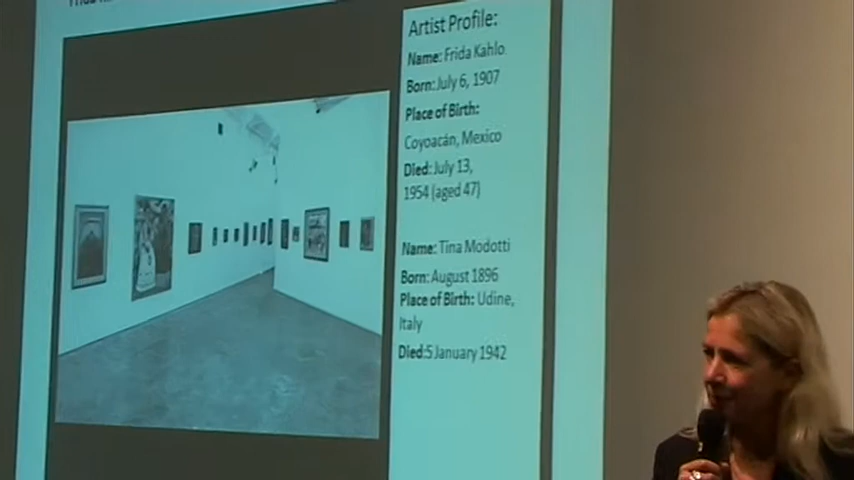 Frida
Artist Profile:
Name: Frida Kahlo
Born: July 6, 1907
Place of Birth:
Coyoacán, Mexico
Died: July 13,
1954 (aged 47)
Name: Tina Modotti
Born: August 1896
Place of Birth: Udine,
Italy
Died: 5 January 1942